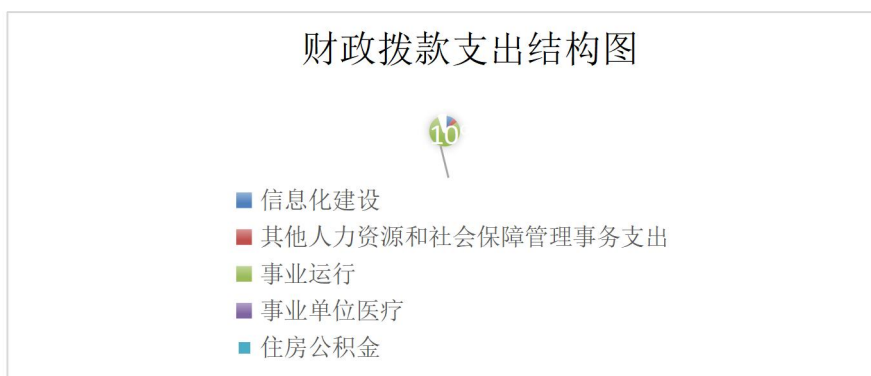 财政拨款支出结构图
10
信息化建设
其他人力资源和社会保障管理事务支出
事业运行
事业单位医疗
住房公积金